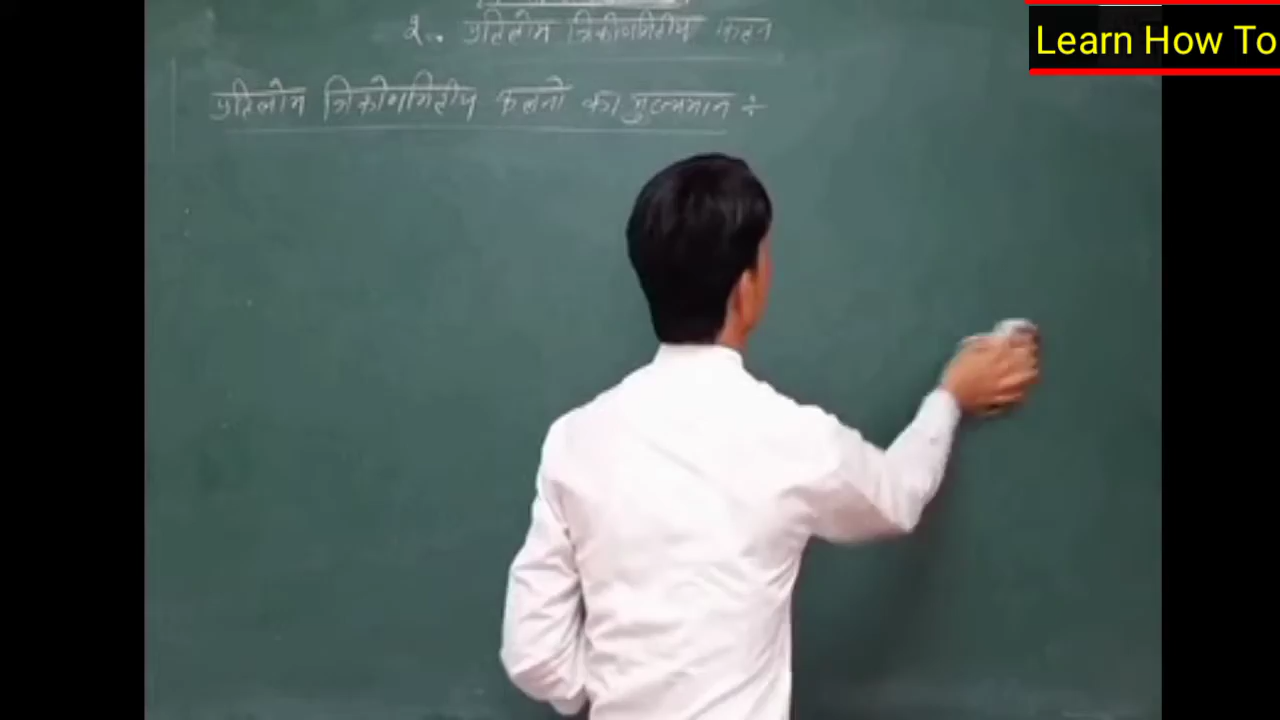 २.. प्रतिलोम त्रिकोणमितीय फलन
Learn How To
प्रतिलोम त्रिकोणमितीय फलनों का मुख्यमान ÷